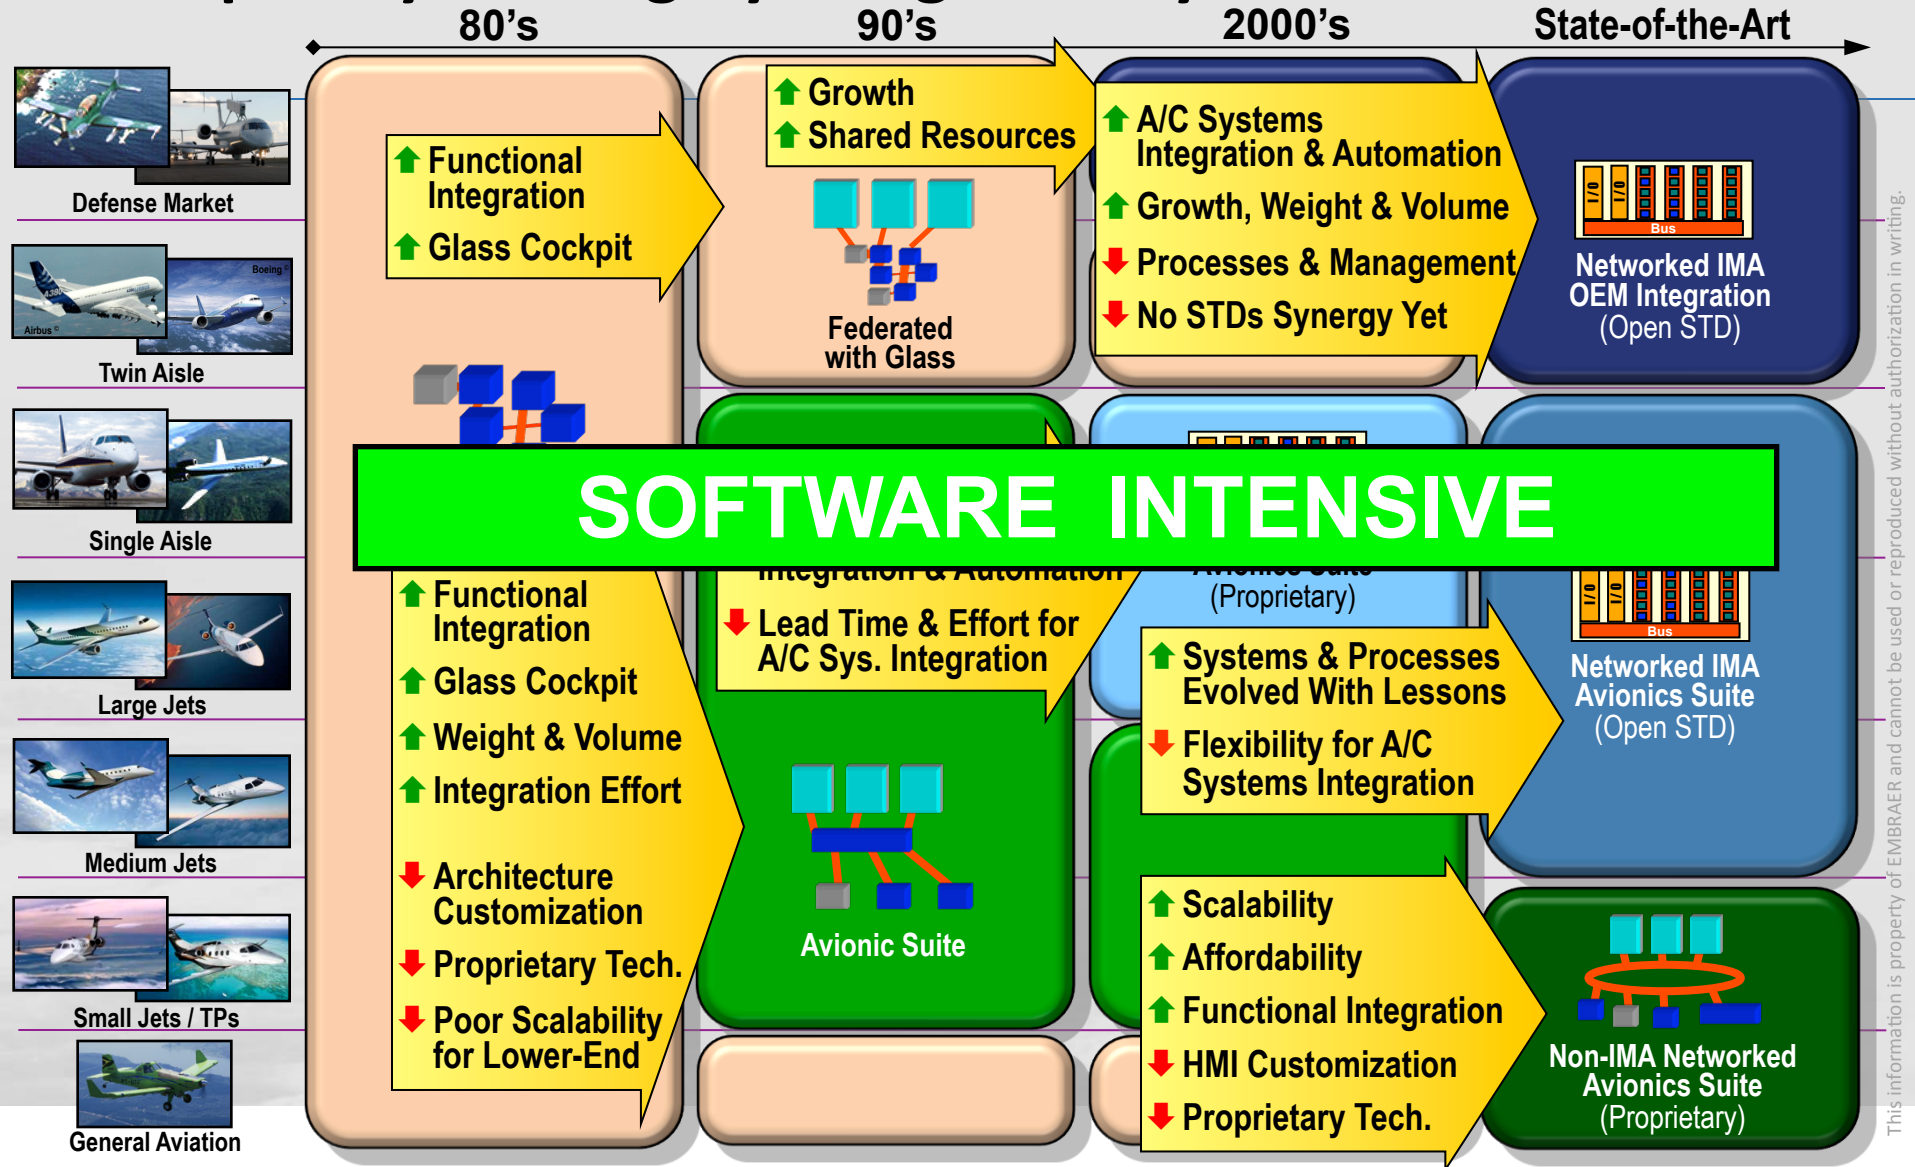 80's
90's
2000's
State-of-the-Art
Defense Market
Boeing ©
Airbus ©
A380
Twin Aisle
Single Aisle
Large Jets
Medium Jets
Small Jets / TPs
General Aviation
Functional
Integration
Glass Cockpit
Growth
Shared Resources
Federated
with Glass
A/C Systems
Integration & Automation
Growth, Weight & Volume
Processes & Management
No STDs Synergy Yet
I/O
I/O
Bus
Networked IMA
OEM Integration
(Open STD)
SOFTWARE INTENSIVE
Functional
Integration
Glass Cockpit
Weight & Volume
Integration Effort
Architecture
Customization
Proprietary Tech.
Poor Scalability
for Lower-End
Integration & Automation
Lead Time & Effort for
A/C Sys. Integration
Avionic Suite
Avionics Suite
(Proprietary)
Systems & Processes
Evolved With Lessons
Flexibility for A/C
Systems Integration
I/O
I/O
Bus
Networked IMA
Avionics Suite
(Open STD)
Scalability
Affordability
Functional Integration
HMI Customization
Proprietary Tech.
Non-IMA Networked
Avionics Suite
(Proprietary)
This information is property of EMBRAER and cannot be used or reproduced without authorization in writing.